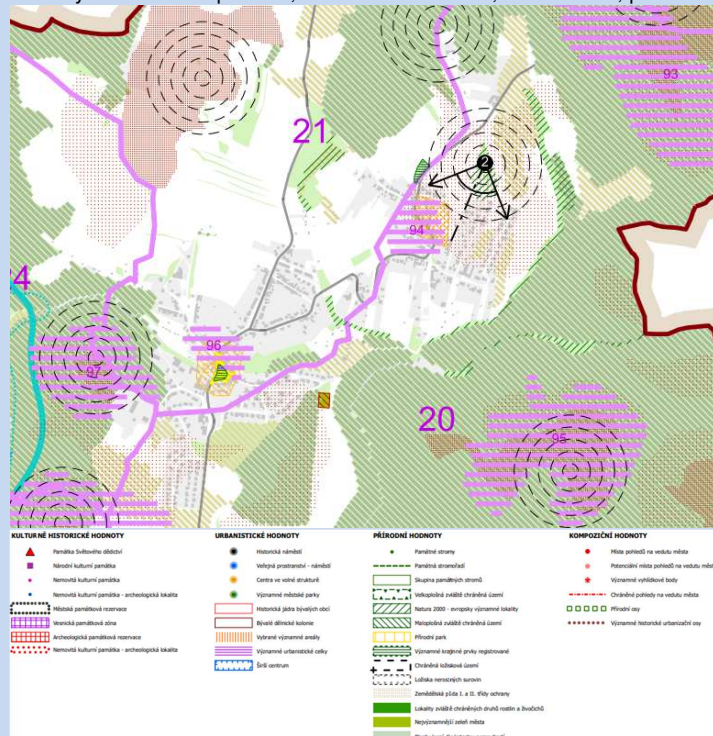 93
21
2
94
24
96
97
20
95
KULTURNĚ HISTORICKÉ HODNOTY
Památka Světového dědictví
Národní kulturní památka
Nemovitá kulturní památka
Nemovitá kulturní památka - archeologická lokalita
Městská památková rezervace
Vesnická památková zóna
Archeologická památková rezervace
Nemovitá kulturní památka - archeologická lokalita
URBANISTICKÉ HODNOTY
Historická náměstí
Veřejná prostranství - náměstí
Centra ve volné struktuře
Významné městské parky
Historická jádra bývalých obcí
Bývalé dělnické kolonie
Vybrané významné areály
Významné urbanistické celky
Širší centrum
PŘÍRODNÍ HODNOTY
Památné stromy
Památné stromořadí
Skupina památných stromů
Velkoplošná zvláště chráněná území
Natura 2000 - evropsky významné lokality
Maloplošná zvláště chráněná území
Přírodní park
Významné krajinné prvky registrované
Chráněná ložisková území
Ložiska nerostných surovin
Zemědělská půda I. a II. třídy ochrany
Lokality zvláště chráněných druhů rostlin a živočichů
Nejvýznamnější zeleň města
KOMPOZIČNÍ HODNOTY
Místa pohledů na vedutu města
Potenciální místa pohledů na vedutu měst
Významné vyhlídkové body
Chráněné pohledy na vedutu města
Přírodní osy
Významné historické urbanizační osy